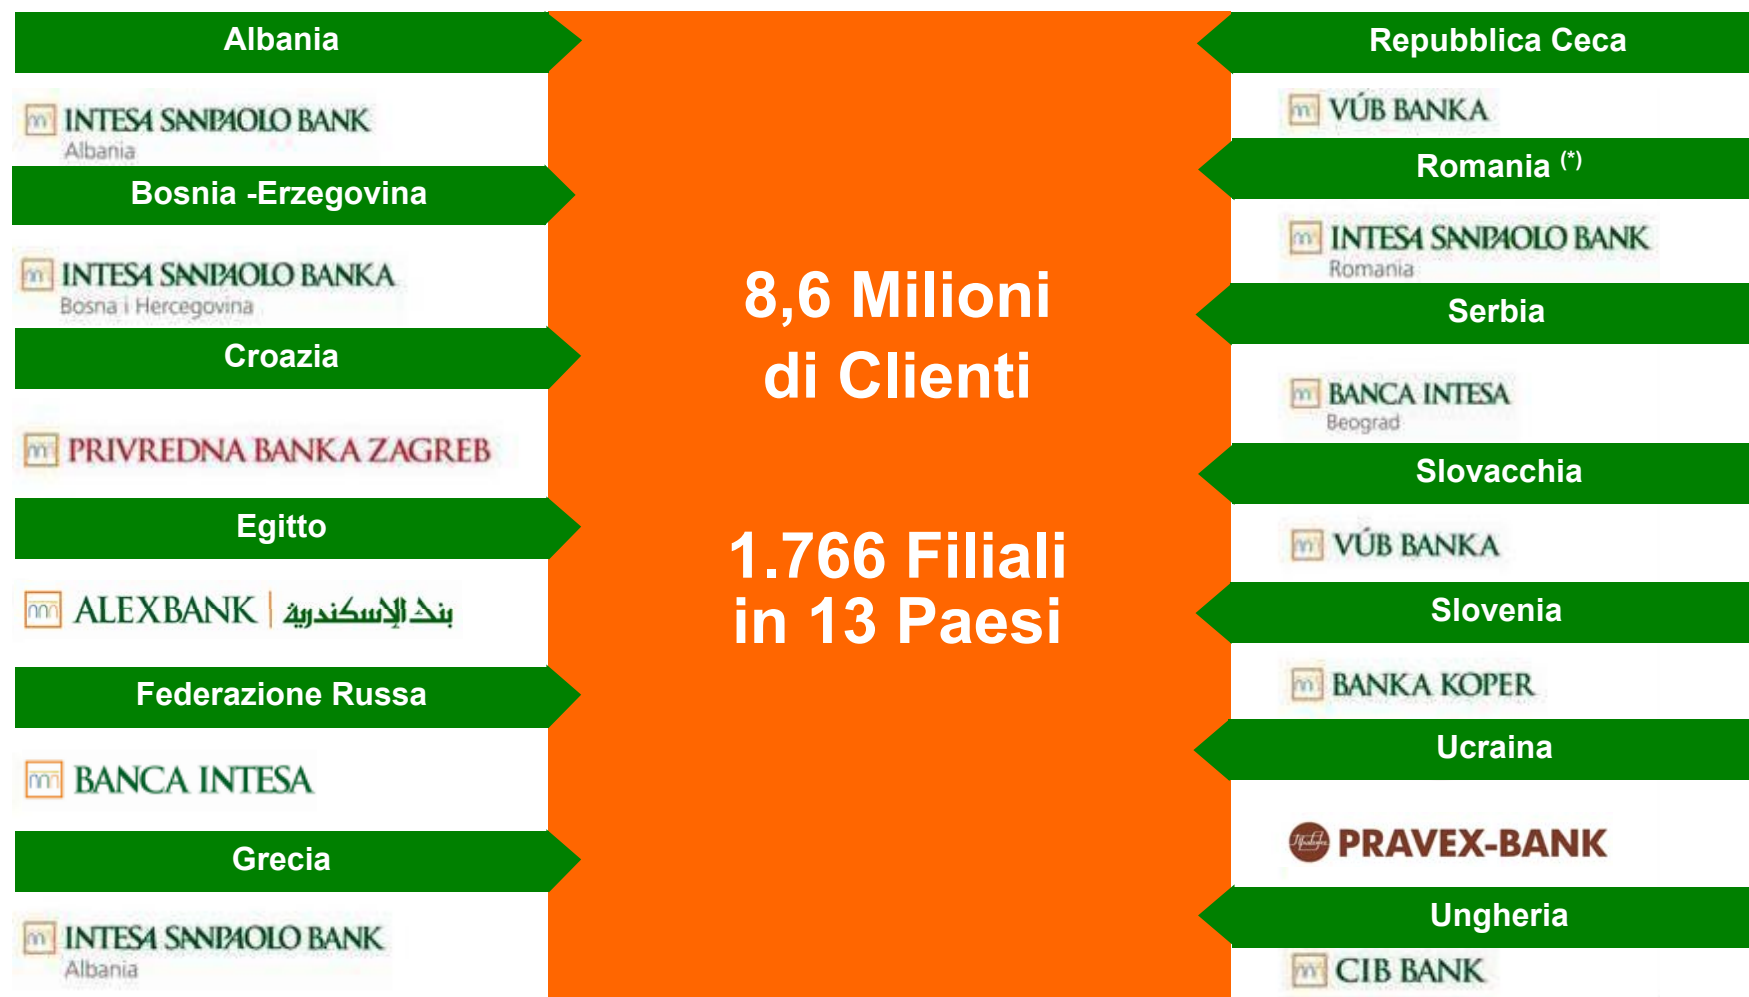 Albania
INTESA SANPAOLO BANK
Albania
Bosnia -Erzegovina
INTESA SANPAOLO BANKA
Bosna i Hercegovina
Croazia
PRIVREDNA BANKA ZAGREB
Egitto
ALEXBANK | بنك الإسكندرية
Federazione Russa
BANCA INTESA
Grecia
INTESA SANPAOLO BANK
Albania
8,6 Milioni
di Clienti
1.766 Filiali
in 13 Paesi
Repubblica Ceca
VÚB BANKA
Romania (*)
INTESA SANPAOLO BANK
Romania
Serbia
BANCA INTESA
Beograd
Slovacchia
VÚB BANKA
Slovenia
BANKA KOPER
Ucraina
PRAVEX-BANK
Ungheria
CIB BANK